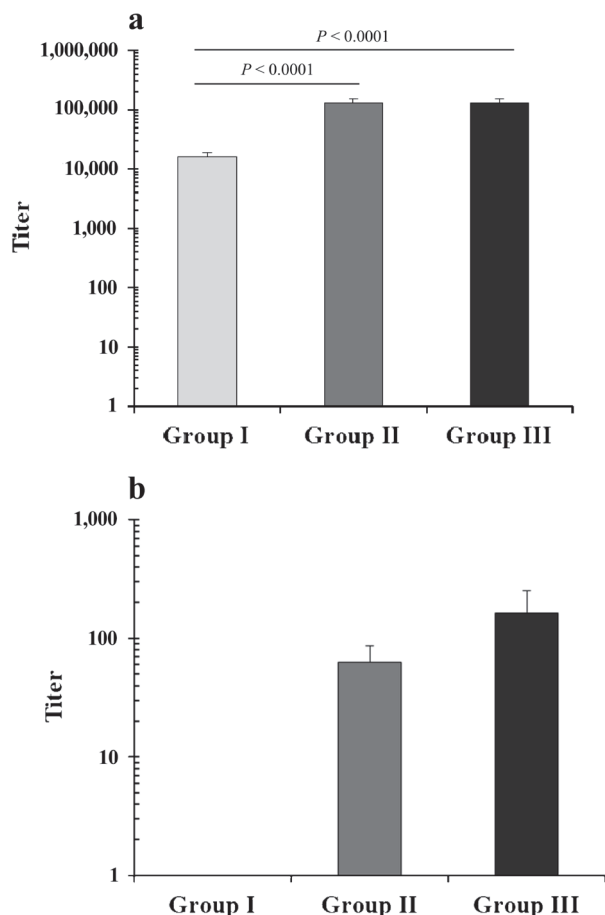 a
1,000,000
P < 0.0001
P < 0.0001
100,000
10,000
1,000
100
10
1
Titer
Group I Group II Group III
b
1,000
100
10
1
Titer
Group I Group II Group III